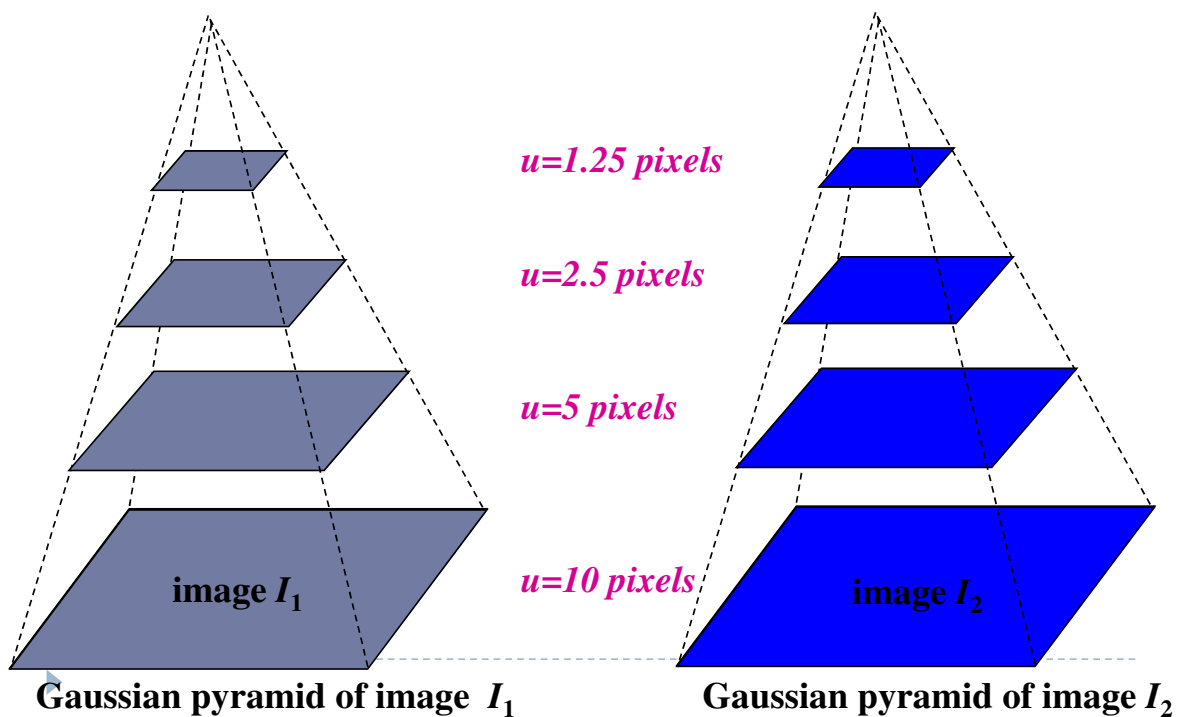 u=1.25 pixels
u=2.5 pixels
u=5 pixels
u=10 pixels
image I₁
image I₂
Gaussian pyramid of image I₁
Gaussian pyramid of image I₂